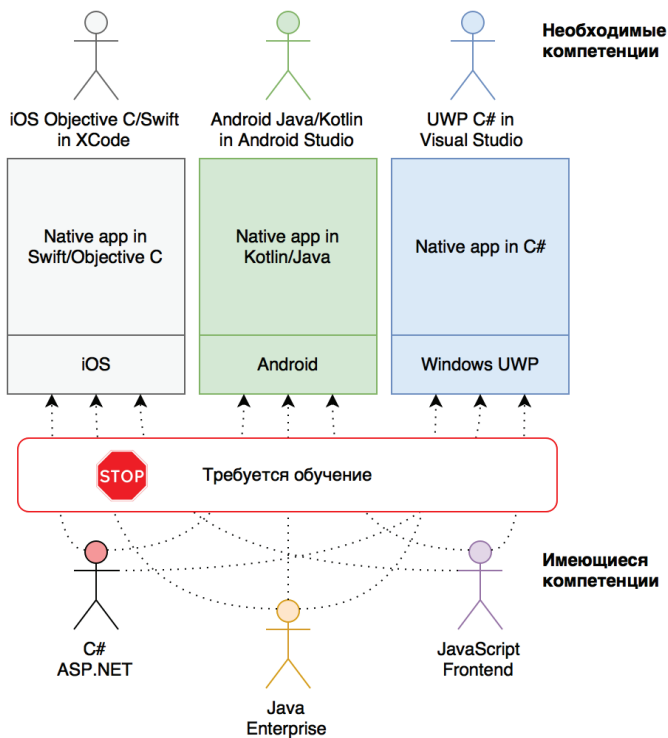 Необходимые
компетенции
iOS Objective C/Swift
in XCode
Android Java/Kotlin
in Android Studio
UWP C# in
Visual Studio
Native app in
Swift/Objective C
Native app in
Kotlin/Java
Native app in C#
iOS
Android
Windows UWP
STOP
Требуется обучение
Имеющиеся
компетенции
C#
ASP.NET
Java
Enterprise
JavaScript
Frontend